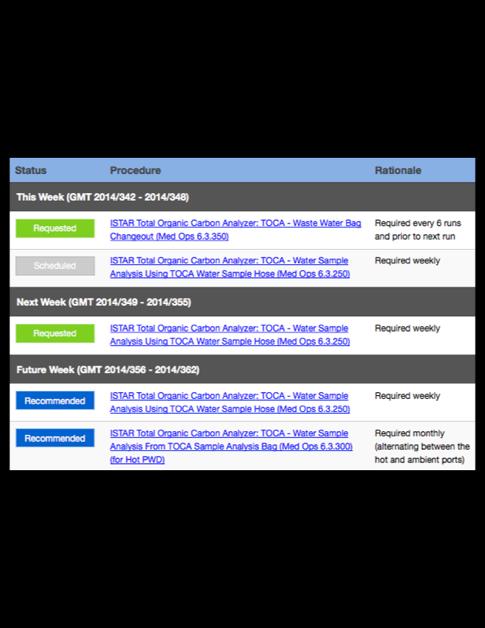 Status Procedure Rationale
This Week (GMT 2014/342 - 2014/348)
Requested
ISTAR Total Organic Carbon Analyzer: TOCA - Waste Water Bag
Changeout (Med Ops 6.3.350)
Required every 6 runs
and prior to next run
Scheduled
ISTAR Total Organic Carbon Analyzer: TOCA - Water Sample
Analysis Using TOCA Water Sample Hose (Med Ops 6.3.250)
Required weekly
Next Week (GMT 2014/349 - 2014/355)
Requested
ISTAR Total Organic Carbon Analyzer: TOCA - Water Sample
Analysis Using TOCA Water Sample Hose (Med Ops 6.3.250)
Required weekly
Future Week (GMT 2014/356 - 2014/362)
Recommended
ISTAR Total Organic Carbon Analyzer: TOCA - Water Sample
Analysis Using TOCA Water Sample Hose (Med Ops 6.3.250)
Required weekly
Recommended
ISTAR Total Organic Carbon Analyzer: TOCA - Water Sample
Analysis From TOCA Sample Analysis Bag (Med Ops 6.3.300)
(for Hot PWD)
Required monthly
(alternating between the
hot and ambient ports)